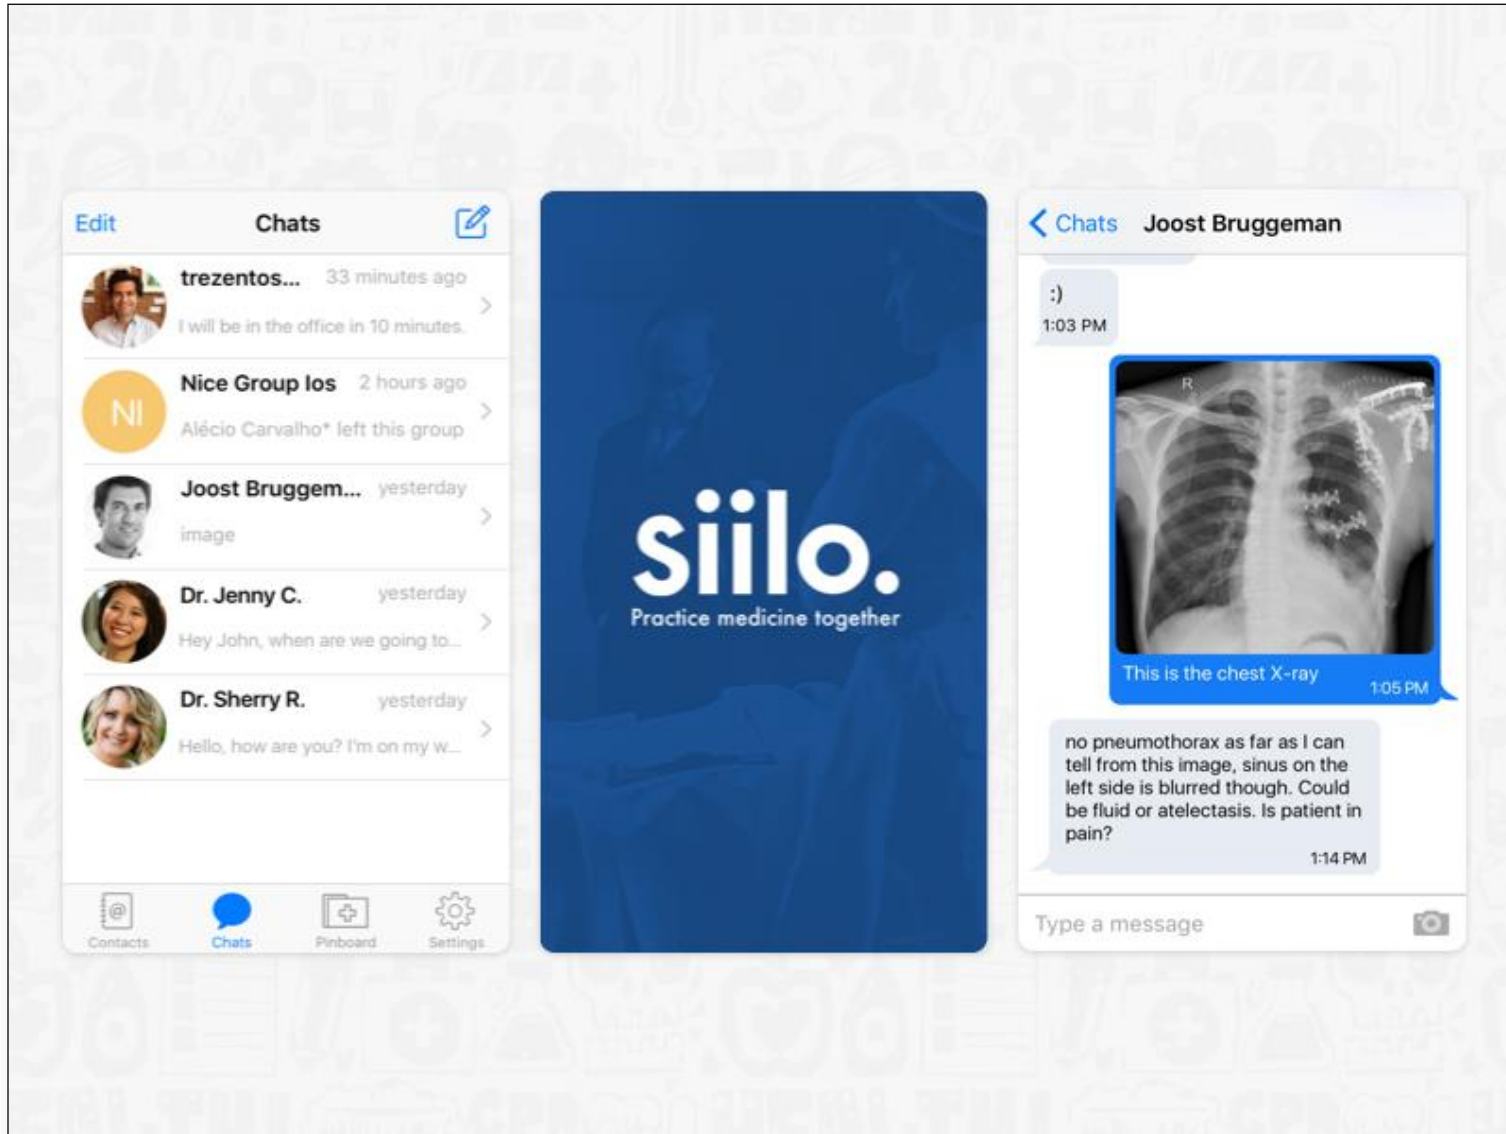 Edit
Chats
trezentos...
33 minutes ago
I will be in the office in 10 minutes.
NI
Nice Group Ios
2 hours ago
Alécio Carvalho* left this group
Joost Bruggem...
yesterday
image
Dr. Jenny C.
yesterday
Hey John, when are we going to...
Dr. Sherry R.
yesterday
Hello, how are you? I'm on my w...
Contacts
Chats
Pinboard
Settings
siilo.
Practice medicine together
Chats
Joost Bruggeman
:)
1:03 PM
R
This is the chest X-ray
1:05 PM
no pneumothorax as far as I can
tell from this image, sinus on the
left side is blurred though. Could
be fluid or atelectasis. Is patient in
pain?
1:14 PM
Type a message